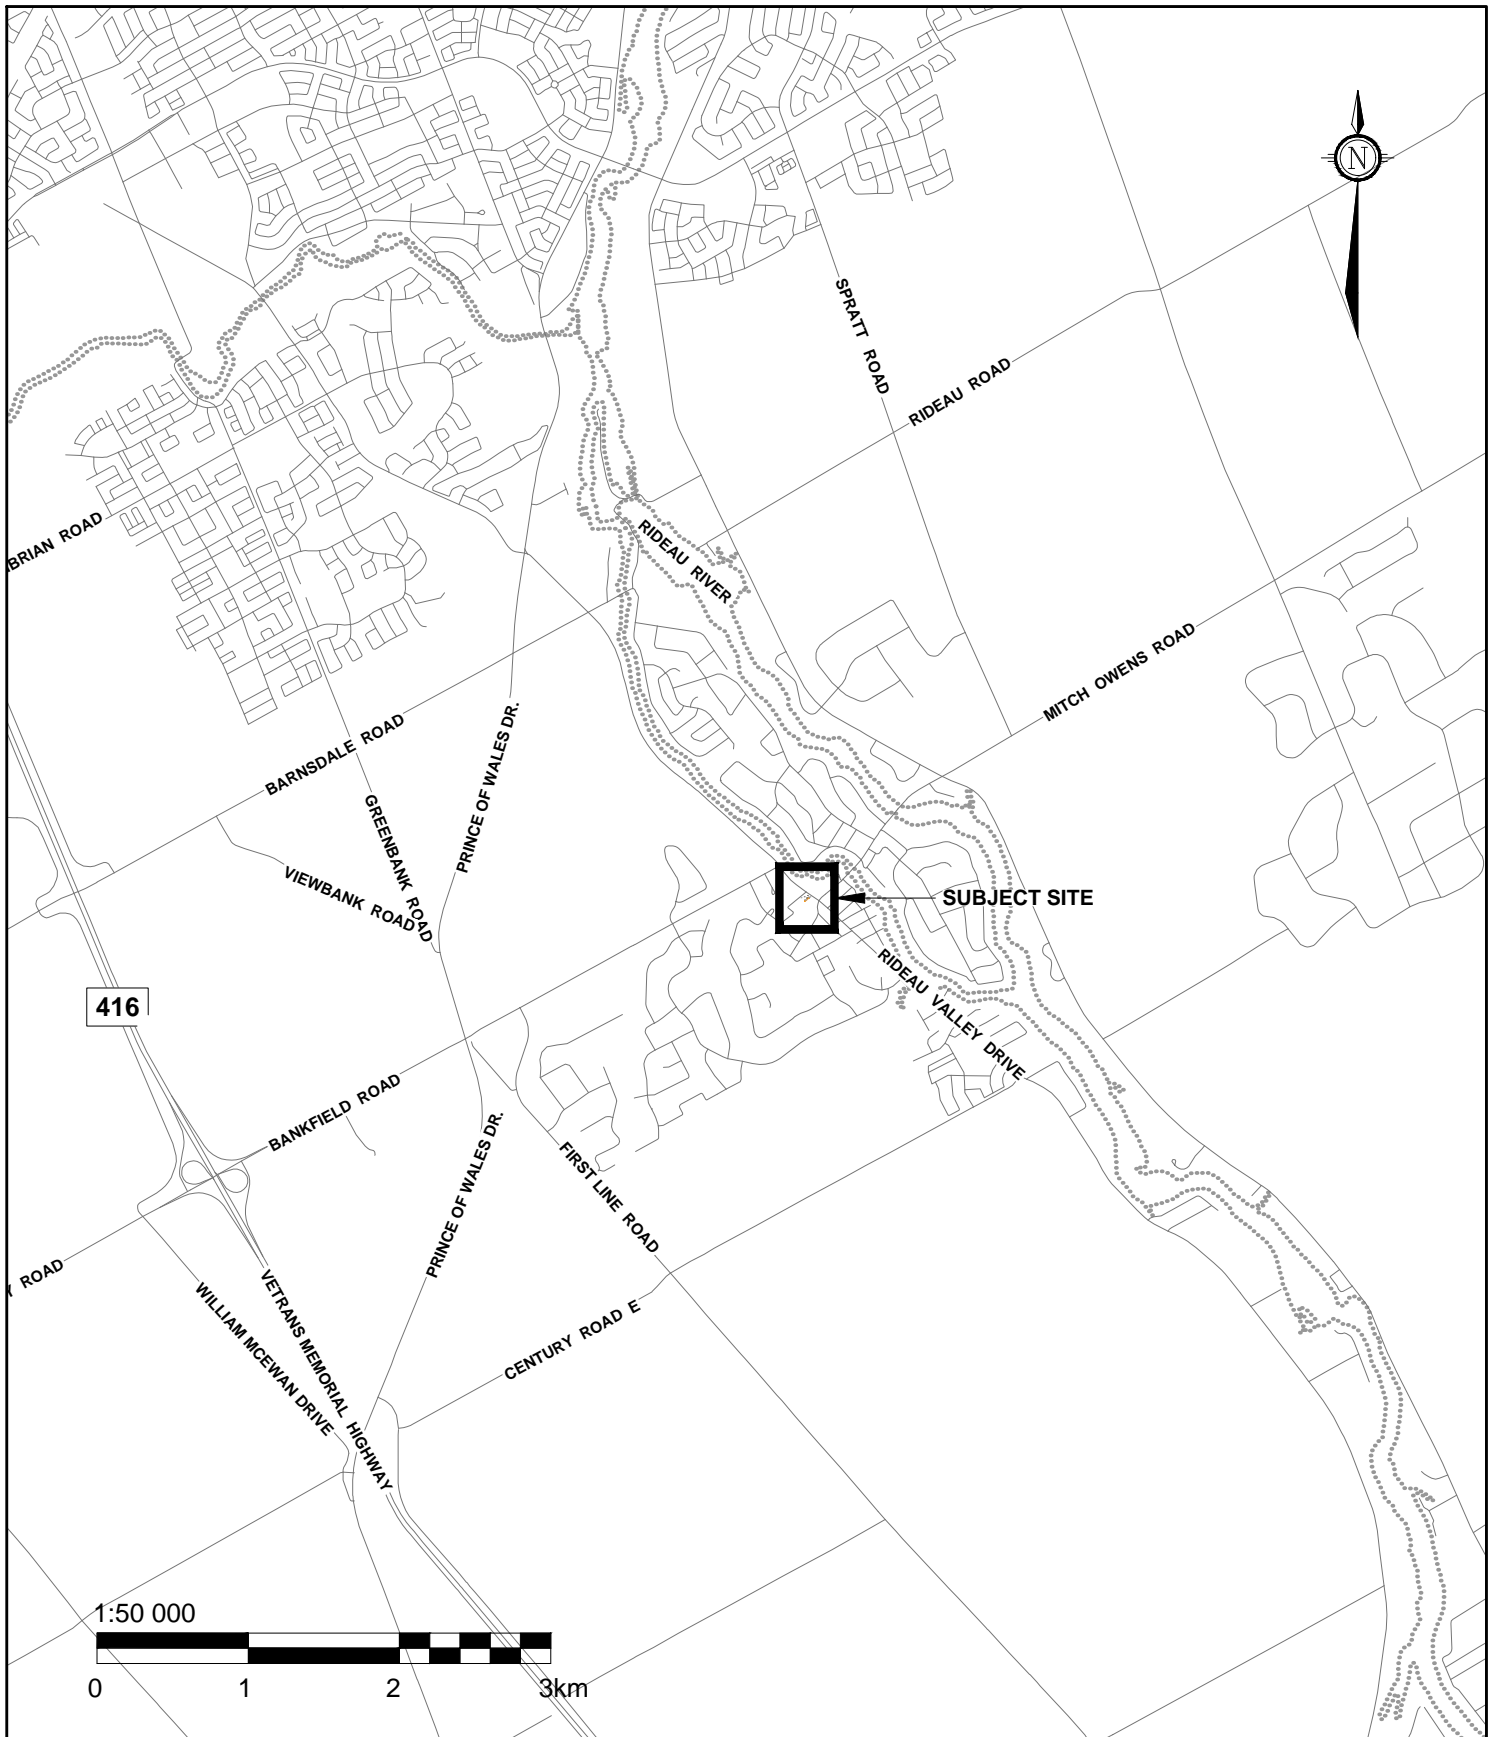 N
SPRATT ROAD
RIDEAU ROAD
BRIAN ROAD
RIDEAU RIVER
MITCH OWENS ROAD
BARNSDALE ROAD
PRINCE OF WALES DR.
GREENBANK ROAD
VIEWBANK ROAD
SUBJECT SITE
RIDEAU VALLEY DRIVE
416
BANKFIELD ROAD
PRINCE OF WALES DR.
FIRST LINE ROAD
Y ROAD
VETRANS MEMORIAL HIGHWAY
WILLIAM MCEWAN DRIVE
CENTURY ROAD E
1:50 000
0 1 2 3km